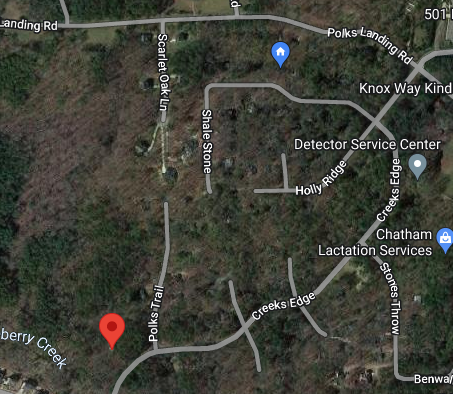 501
Landing Rd
Rd
Polks Landing Rd
Scarlet Oak Ln
Knox Way Kind
Shale Stone
Detector Service Center
Holly Ridge
Creeks Edge
Chatham
Lactation Services
Stones Throw
Creeks Edge
Polks Trail
berry Creek
Benwa